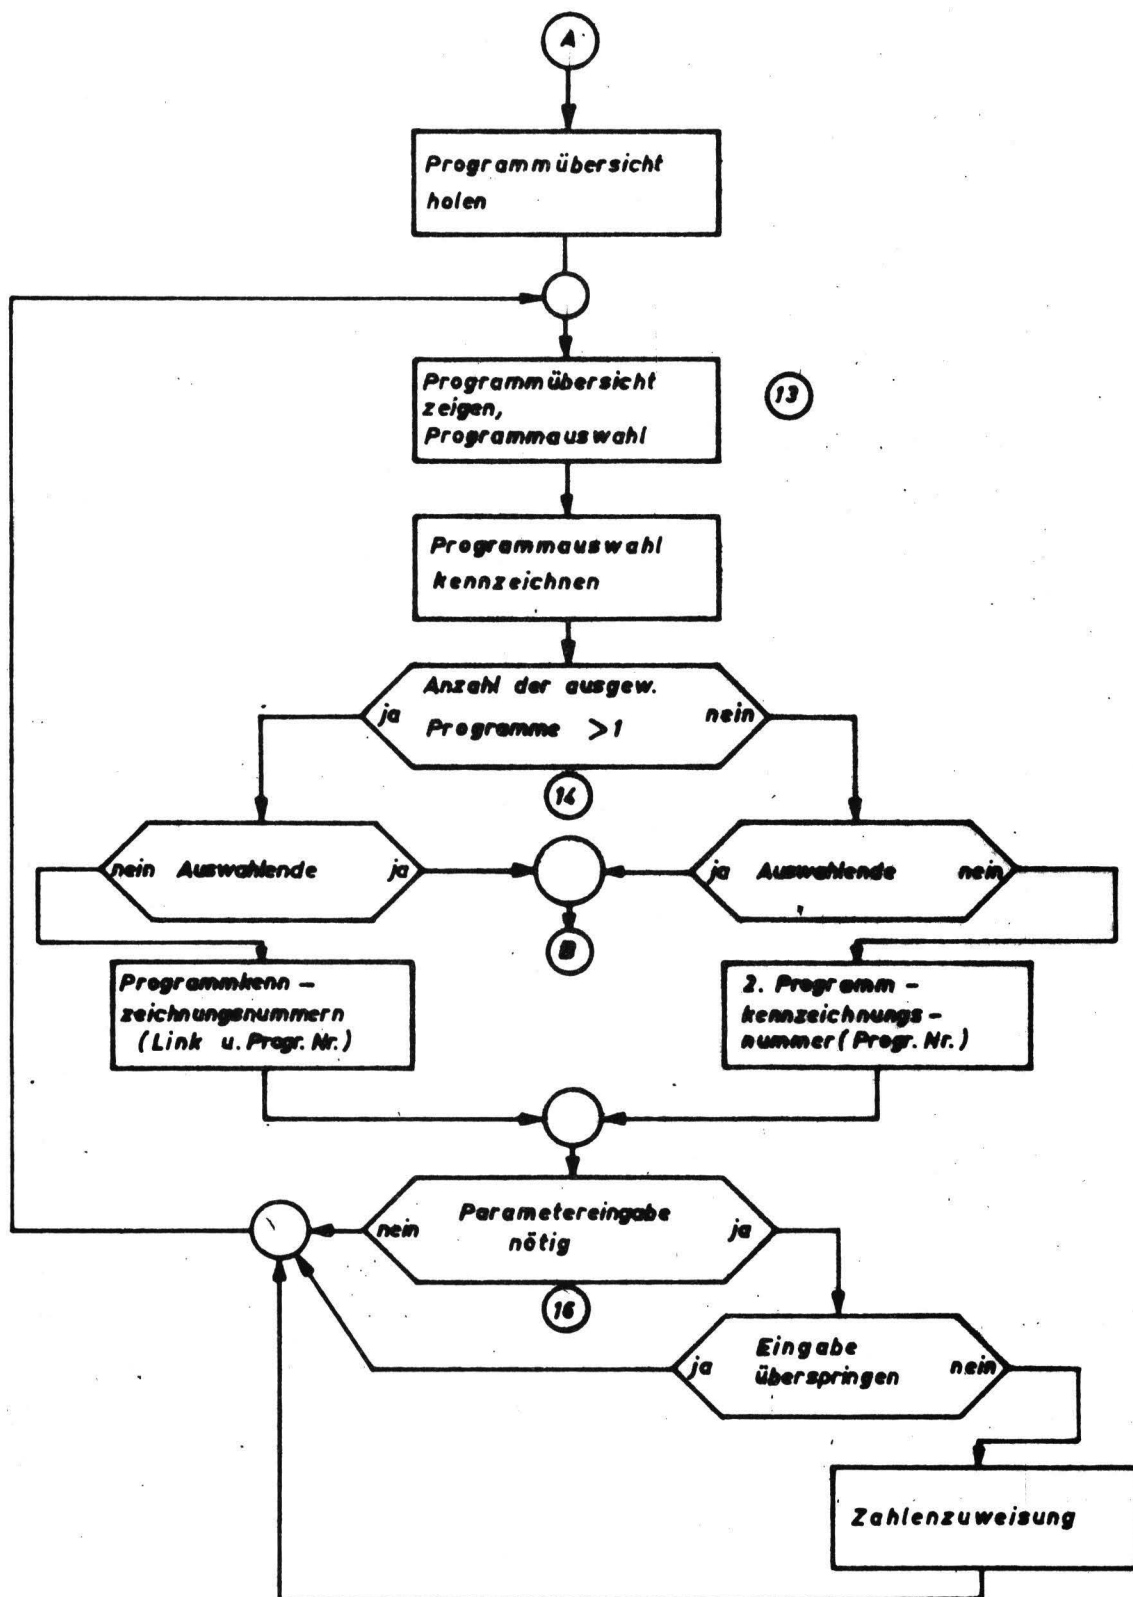 A
Programmübersicht
holen
Programmübersicht
zeigen,
Programmauswahl
13
Programmauswahl
kennzeichnen
Anzahl der ausgew.
ja
Programme >1
nein
14
nein Auswahlende ja
ja Auswahlende nein
B
Programmkenn -
zeichnungsnummern
(Link u. Progr. Nr.)
2. Programm -
kennzeichnungs -
nummer (Progr. Nr.)
Parametereingabe
nein
nötig
ja
16
Eingabe
ja
überspringen
nein
Zahlenzuweisung